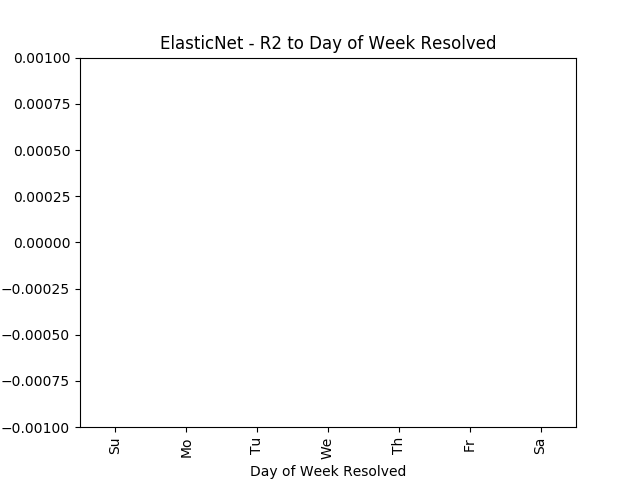 ElasticNet - R2 to Day of Week Resolved
0.00100
0.00075
0.00050
0.00025
0.00000
−0.00025
−0.00050
−0.00075
−0.00100
Su
Mo
Tu
We
Th
Fr
Sa
Day of Week Resolved